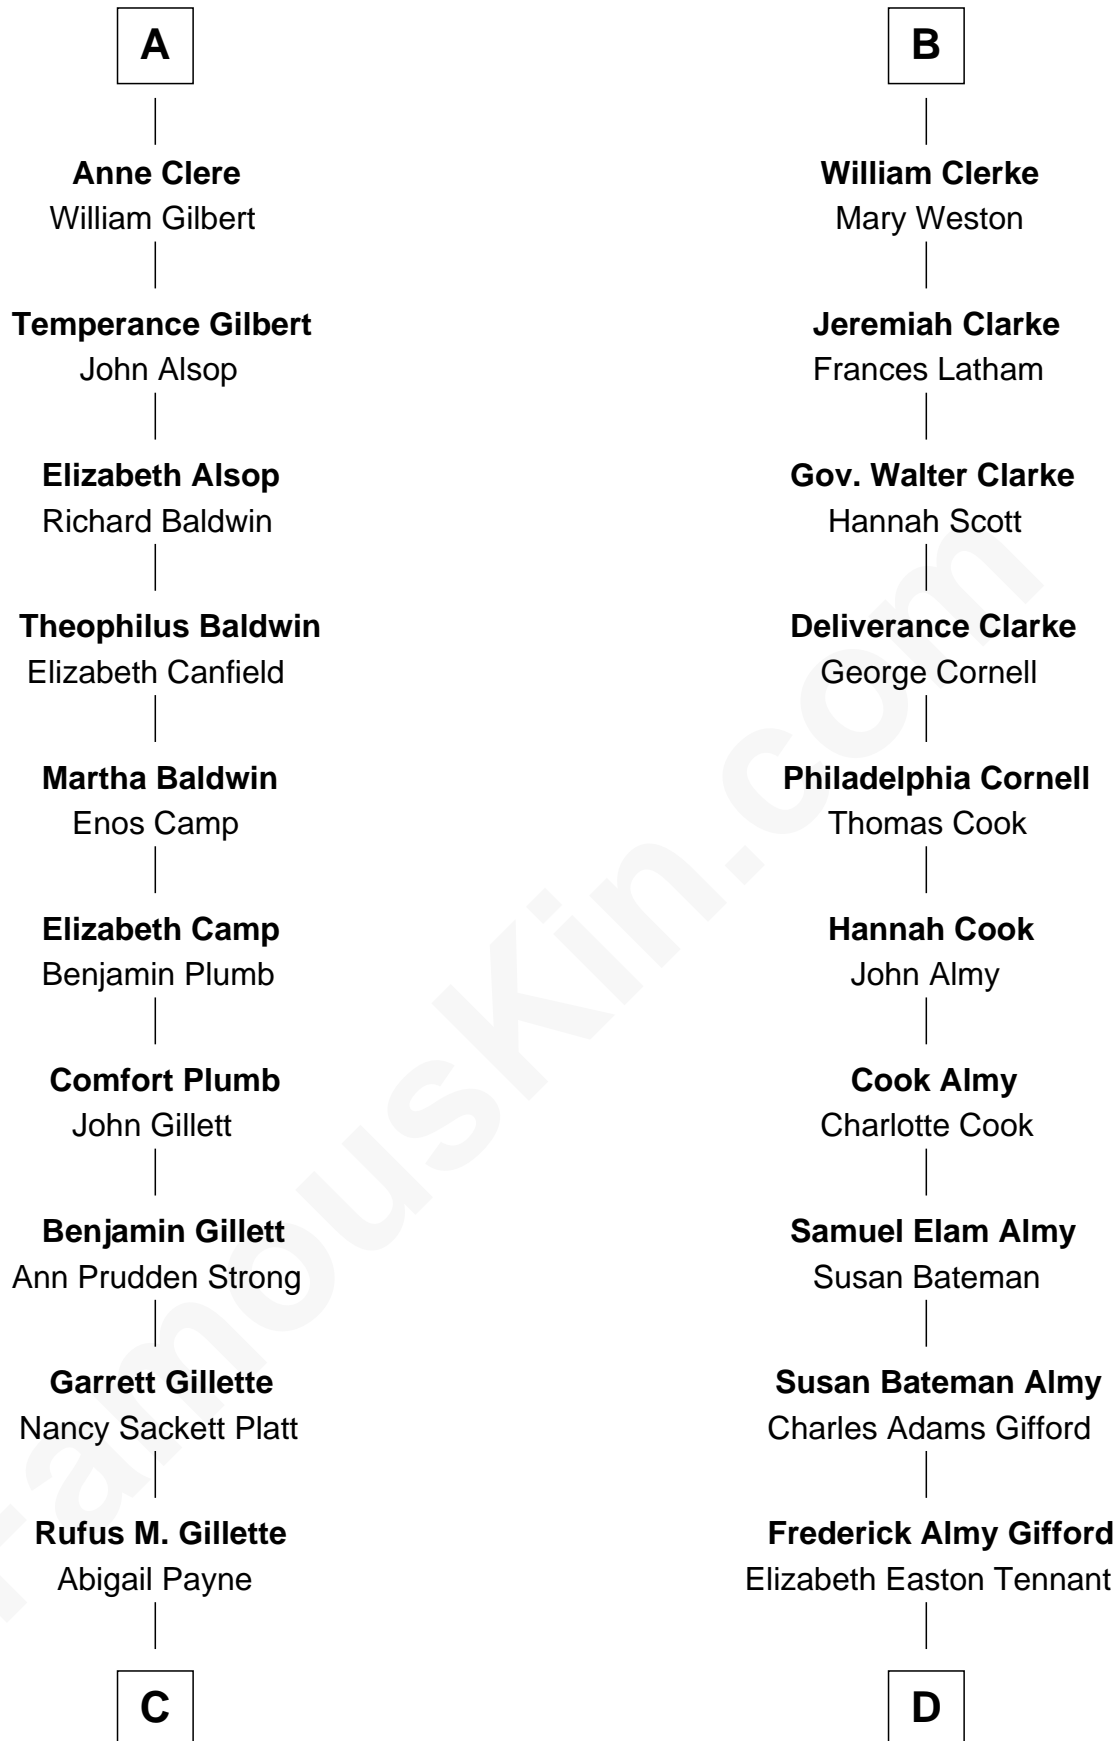 A
Anne Clere
William Gilbert
Temperance Gilbert
John Alsop
Elizabeth Alsop
Richard Baldwin
Theophilus Baldwin
Elizabeth Canfield
Martha Baldwin
Enos Camp
Elizabeth Camp
Benjamin Plumb
Comfort Plumb
John Gillett
Benjamin Gillett
Ann Prudden Strong
Garrett Gillette
Nancy Sackett Platt
Rufus M. Gillette
Abigail Payne
C
B
William Clerke
Mary Weston
Jeremiah Clarke
Frances Latham
Gov. Walter Clarke
Hannah Scott
Deliverance Clarke
George Cornell
Philadelphia Cornell
Thomas Cook
Hannah Cook
John Almy
Cook Almy
Charlotte Cook
Samuel Elam Almy
Susan Bateman
Susan Bateman Almy
Charles Adams Gifford
Frederick Almy Gifford
Elizabeth Easton Tennant
D
FamousKin.com